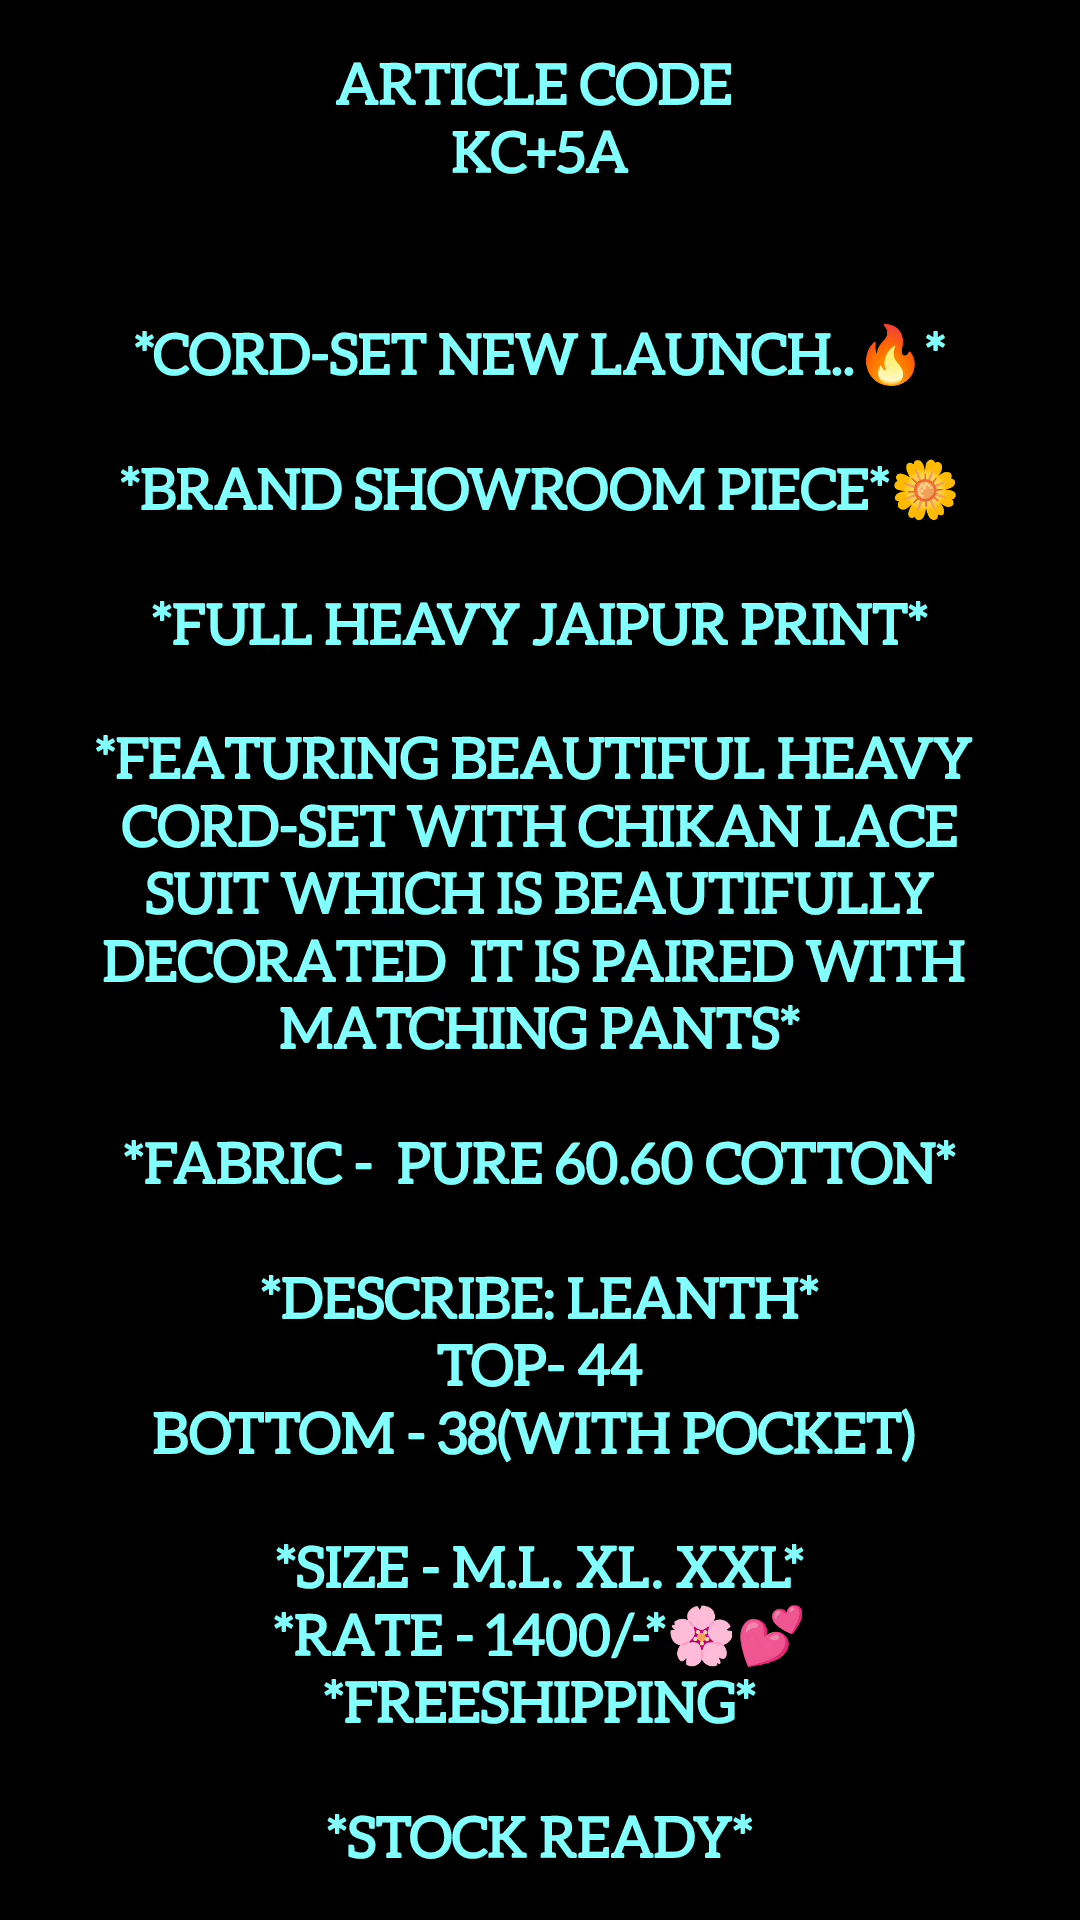 ARTICLE CODE
KC+5A
*CORD-SET NEW LAUNCH..🔥*
*BRAND SHOWROOM PIECE*🌼
*FULL HEAVY JAIPUR PRINT*
*FEATURING BEAUTIFUL HEAVY
CORD-SET WITH CHIKAN LACE
SUIT WHICH IS BEAUTIFULLY
DECORATED  IT IS PAIRED WITH
MATCHING PANTS*
*FABRIC -  PURE 60.60 COTTON*
*DESCRIBE: LEANTH*
TOP- 44
BOTTOM - 38(WITH POCKET)
*SIZE - M.L. XL. XXL*
*RATE - 1400/-*🌸💕
*FREESHIPPING*
*STOCK READY*